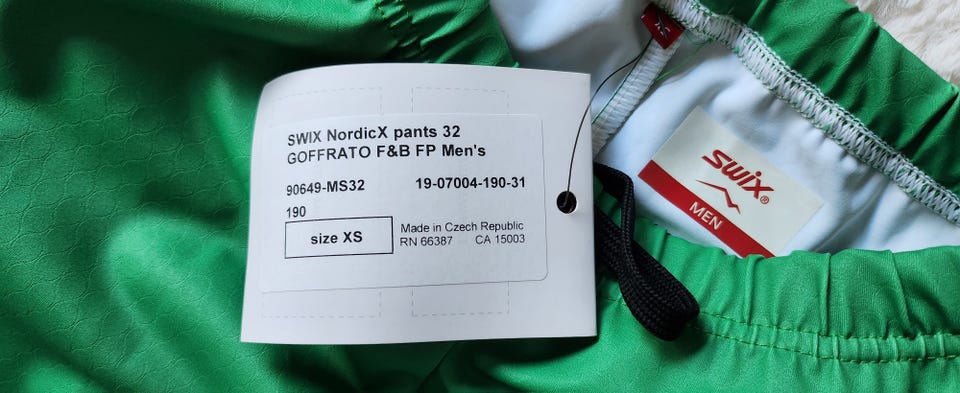 SWIX NordicX pants 32
GOFFRATO F&B FP Men's
90649-MS32 19-07004-190-31
190
size XS
Made in Czech Republic
RN 66387 CA 15003
XS
SWIX®
MEN